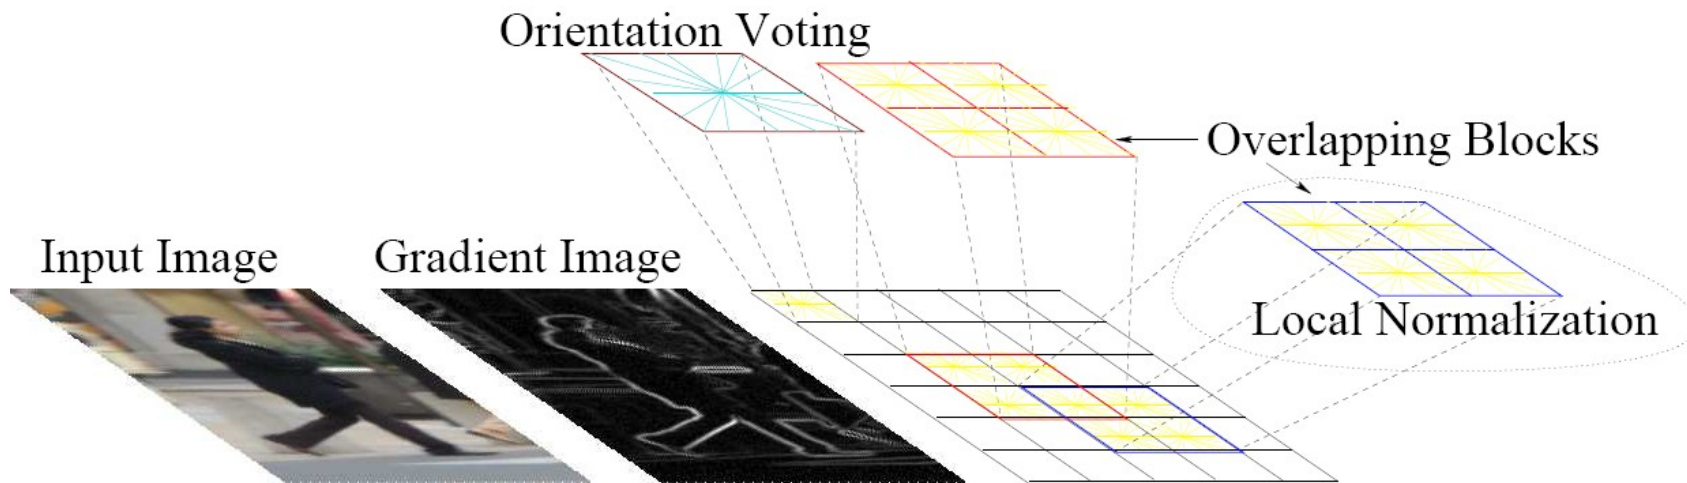 Orientation Voting
Overlapping Blocks
Input Image
Gradient Image
Local Normalization